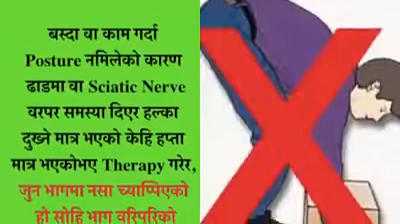 बस्दा वा काम गर्दा
Posture नमिलेको कारण
ढाडमा वा Sciatic Nerve
वरपर समस्या दिएर हल्का
दुख्ने मात्र भएको केहि हप्ता
मात्र भएकोभए Therapy गरेर,
जुन भागमा नसा च्यापिएको
हो सोहि भाग वरिपरिको